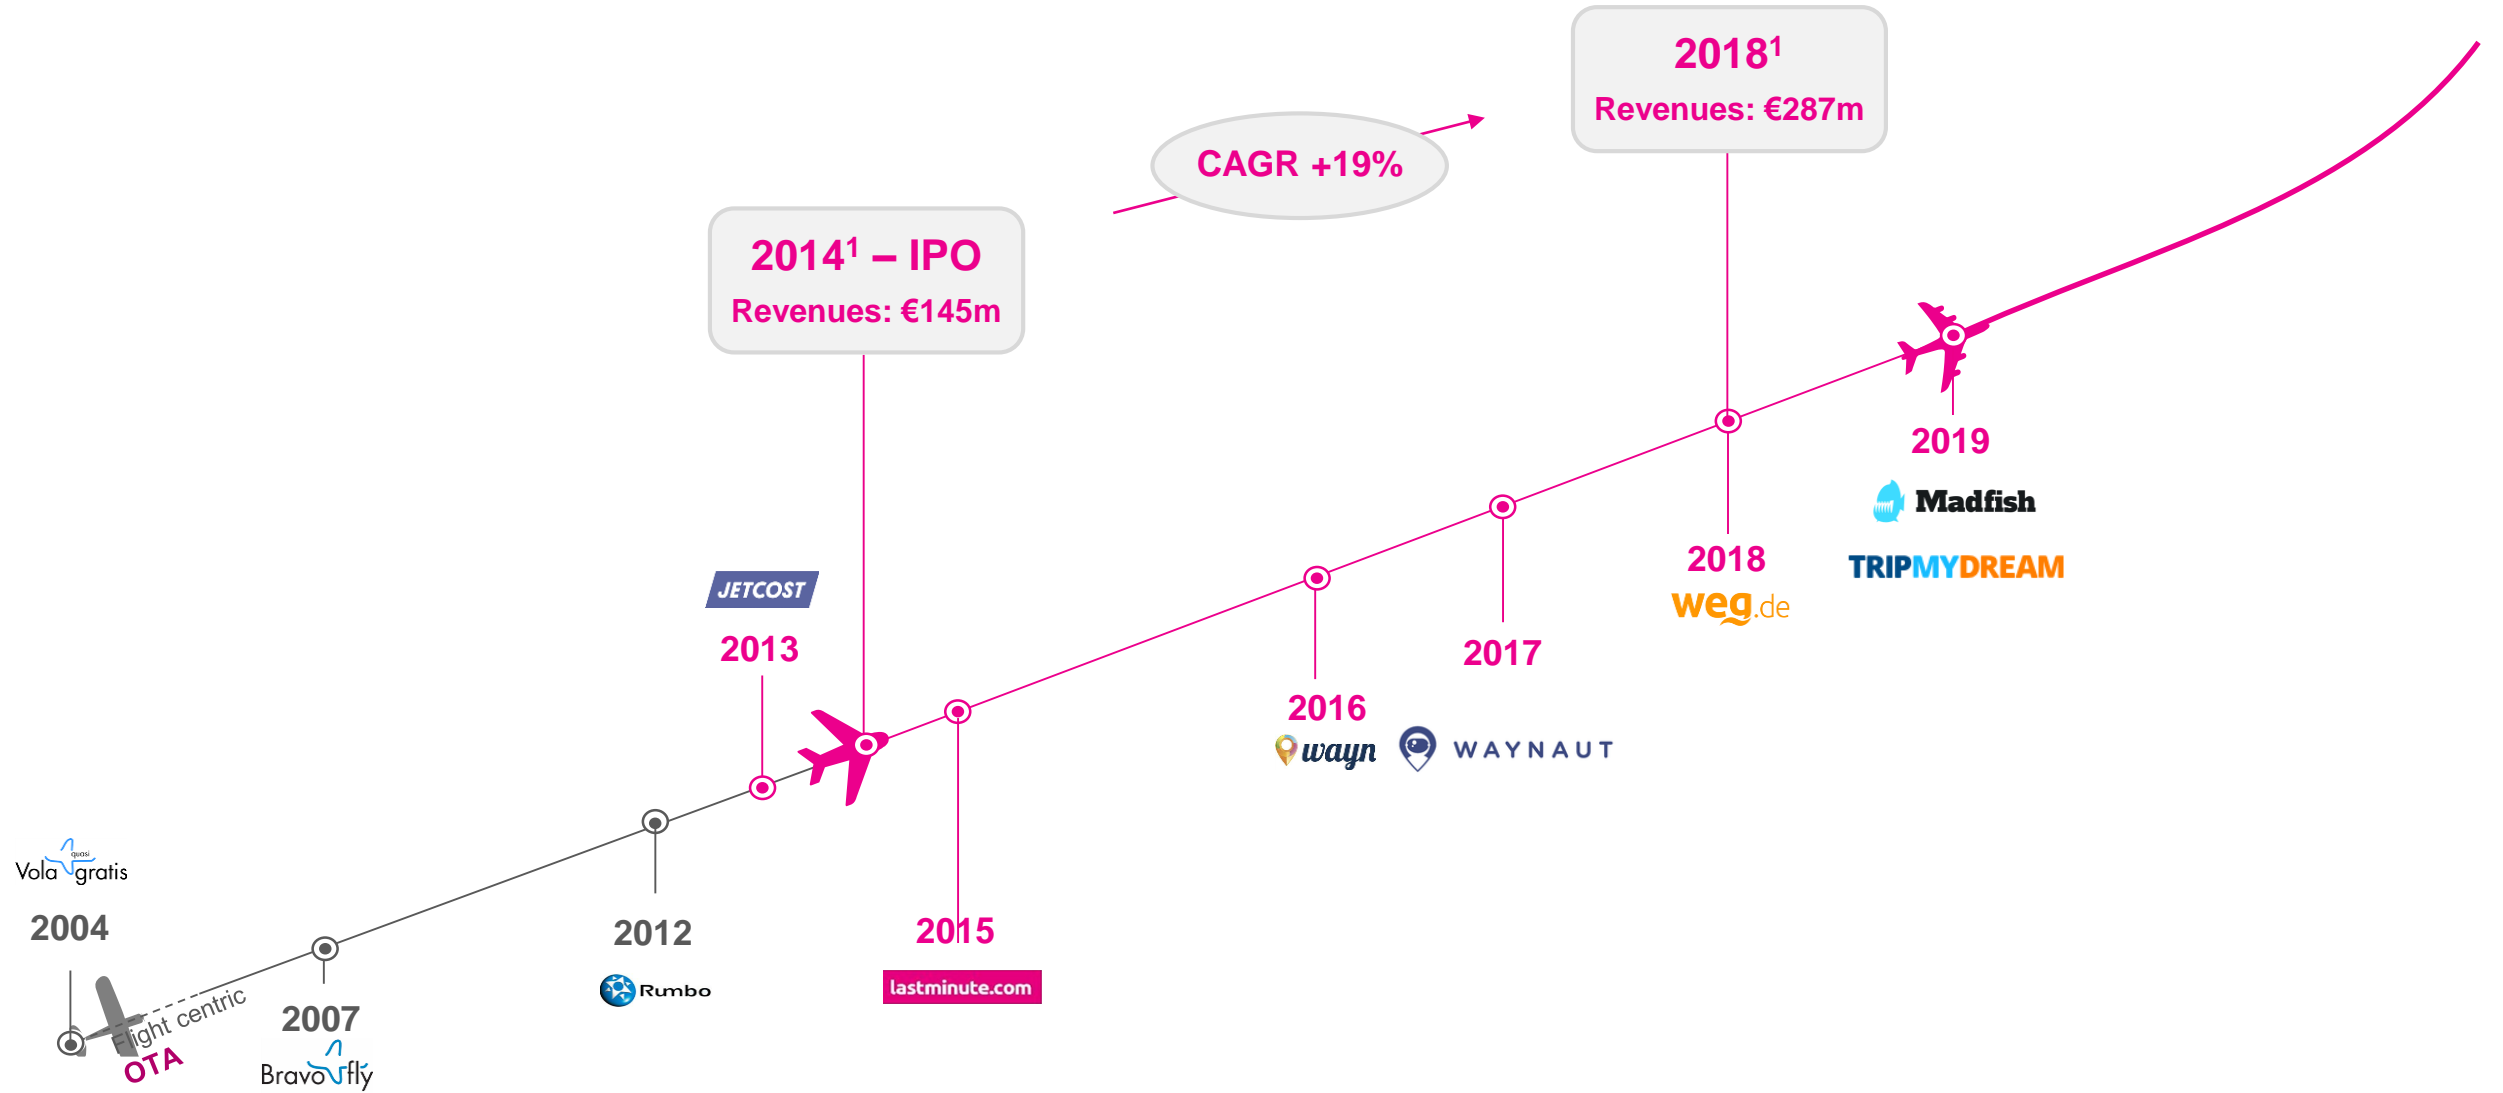 2018¹
Revenues: €287m
CAGR +19%
2014¹ – IPO
Revenues: €145m
2019
Madfish
TRIPMYDREAM
2018
weg.de
2017
2016
wayn
WAYNAUT
JETCOST
2013
2015
lastminute.com
2012
Rumbo
quasi
Vola gratis
2004
Flight centric
OTA
2007
Bravofly